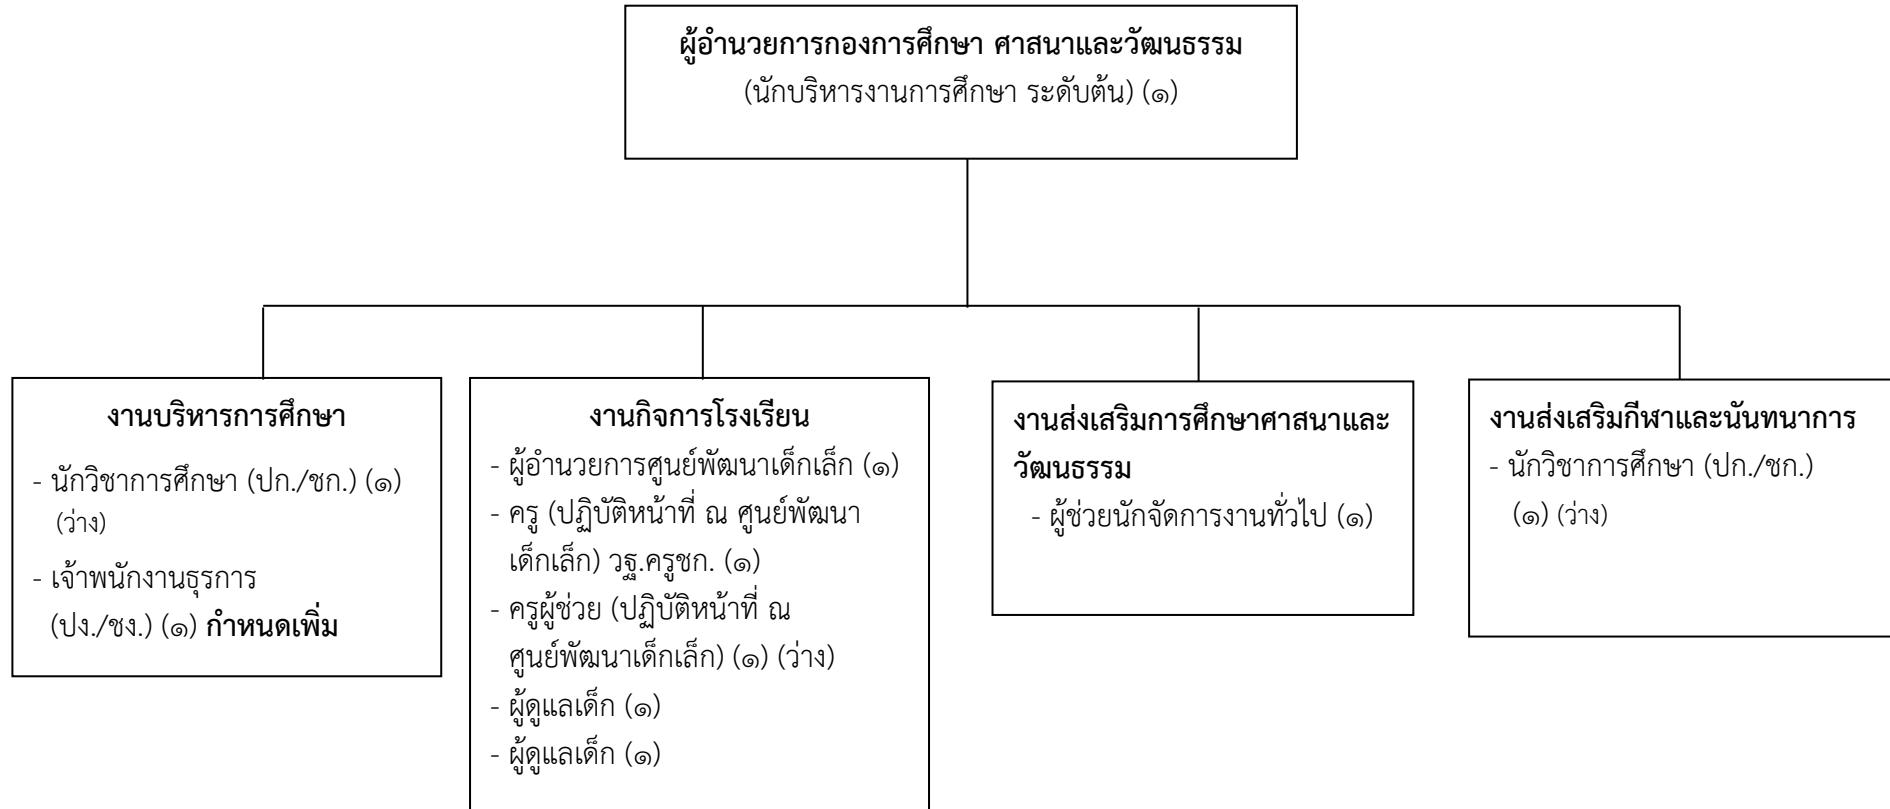 ผู้อำนวยการกองการศึกษา ศาสนาและวัฒนธรรม
(นักบริหารงานการศึกษา ระดับต้น) (๑)
งานบริหารการศึกษา
- นักวิชาการศึกษา (ปก./ชก.) (๑)
(ว่าง)
- เจ้าพนักงานธุรการ
(ปง./ชง.) (๑) กำหนดเพิ่ม
งานกิจการโรงเรียน
- ผู้อำนวยการศูนย์พัฒนาเด็กเล็ก (๑)
- ครู (ปฏิบัติหน้าที่ ณ ศูนย์พัฒนา
เด็กเล็ก) วฐ.ครูชก. (๑)
- ครูผู้ช่วย (ปฏิบัติหน้าที่ ณ
ศูนย์พัฒนาเด็กเล็ก) (๑) (ว่าง)
- ผู้ดูแลเด็ก (๑)
- ผู้ดูแลเด็ก (๑)
งานส่งเสริมการศึกษาศาสนาและ
วัฒนธรรม
- ผู้ช่วยนักจัดการงานทั่วไป (๑)
งานส่งเสริมกีฬาและนันทนาการ
- นักวิชาการศึกษา (ปก./ชก.)
(๑) (ว่าง)